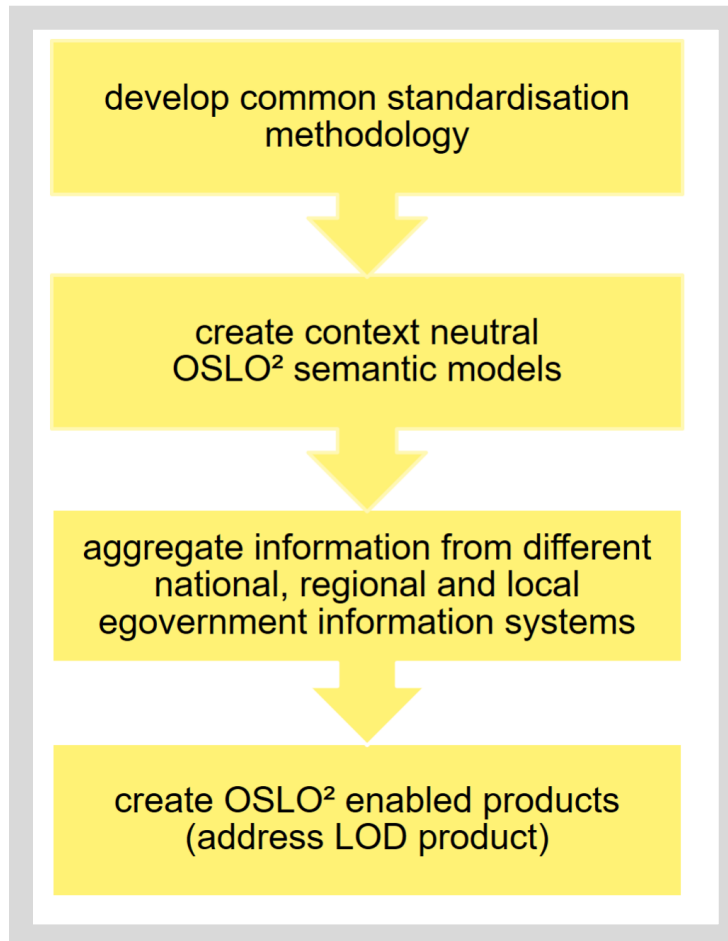 develop common standardisation
methodology
create context neutral
OSLO² semantic models
aggregate information from different
national, regional and local
egovernment information systems
create OSLO² enabled products
(address LOD product)